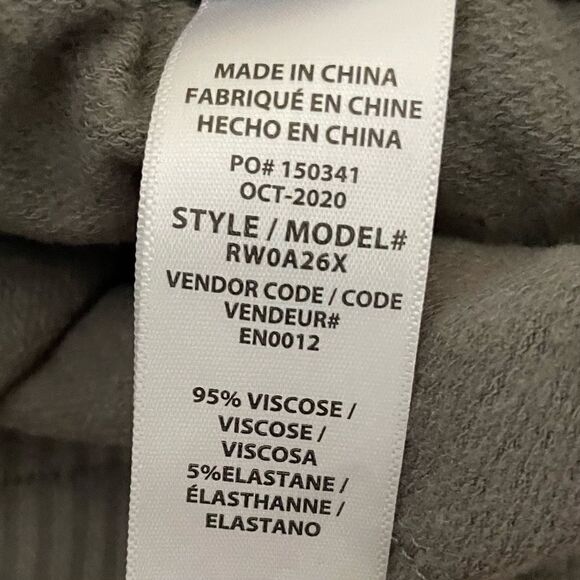 MADE IN CHINA
FABRIQUÉ EN CHINE
HECHO EN CHINA
PO# 150341
OCT-2020
STYLE / MODEL#
RW0A26X
VENDOR CODE / CODE
VENDEUR#
EN0012
95% VISCOSE /
VISCOSE /
VISCOSA
5%ELASTANE /
ÉLASTHANNE /
ELASTANO